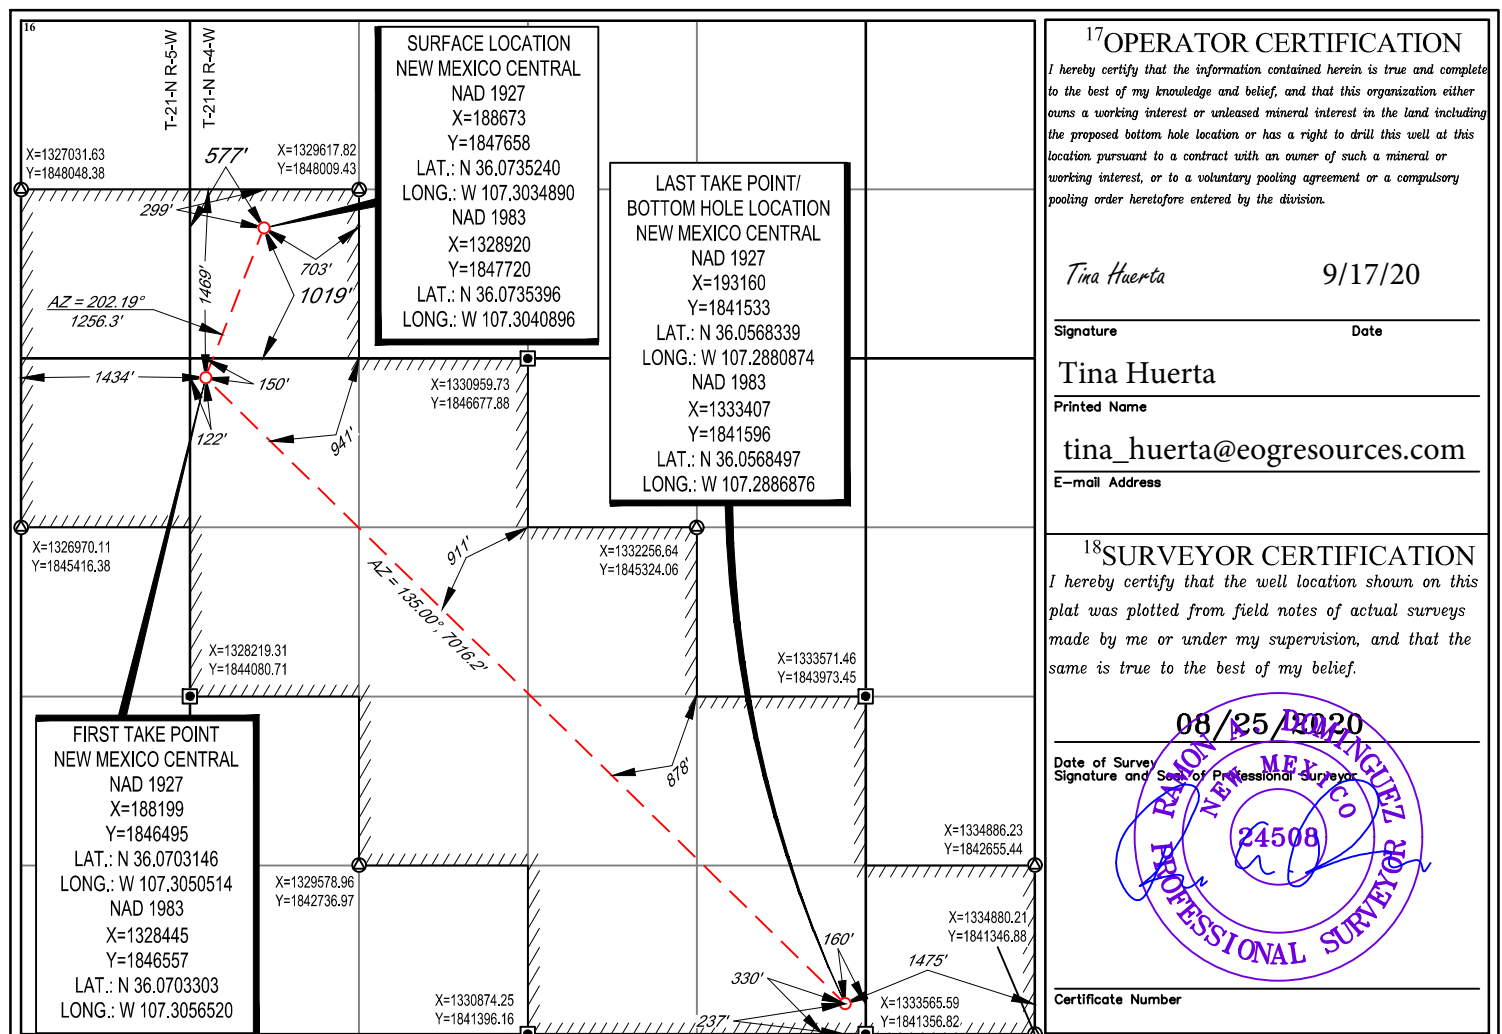 16
T-21-N R-5-W
T-21-N R-4-W
SURFACE LOCATION
NEW MEXICO CENTRAL
NAD 1927
X=188673
Y=1847658
LAT.: N 36.0735240
LONG.: W 107.3034890
NAD 1983
X=1328920
Y=1847720
LAT.: N 36.0735396
LONG.: W 107.3040896
X=1327031.63
Y=1848048.38
577'
X=1329617.82
Y=1848009.43
299'
703'
1469'
1019'
AZ = 202.19°
1256.3'
LAST TAKE POINT/
BOTTOM HOLE LOCATION
NEW MEXICO CENTRAL
NAD 1927
X=193160
Y=1841533
LAT.: N 36.0568339
LONG.: W 107.2880874
NAD 1983
X=1333407
Y=1841596
LAT.: N 36.0568497
LONG.: W 107.2886876
1434'
150'
122'
941'
X=1330959.73
Y=1846677.88
X=1326970.11
Y=1845416.38
911'
AZ = 135.00°, 7016.2'
X=1332256.64
Y=1845324.06
X=1328219.31
Y=1844080.71
X=1333571.46
Y=1843973.45
878'
FIRST TAKE POINT
NEW MEXICO CENTRAL
NAD 1927
X=188199
Y=1846495
LAT.: N 36.0703146
LONG.: W 107.3050514
NAD 1983
X=1328445
Y=1846557
LAT.: N 36.0703303
LONG.: W 107.3056520
X=1334886.23
Y=1842655.44
X=1329578.96
Y=1842736.97
X=1334880.21
Y=1841346.88
160'
1475'
330'
237'
X=1330874.25
Y=1841396.16
X=1333565.59
Y=1841356.82
17OPERATOR CERTIFICATION
I hereby certify that the information contained herein is true and complete
to the best of my knowledge and belief, and that this organization either
owns a working interest or unleased mineral interest in the land including
the proposed bottom hole location or has a right to drill this well at this
location pursuant to a contract with an owner of such a mineral or
working interest, or to a voluntary pooling agreement or a compulsory
pooling order heretofore entered by the division.
Tina Huerta 9/17/20
Signature Date
Tina Huerta
Printed Name
tina_huerta@eogresources.com
E-mail Address
18SURVEYOR CERTIFICATION
I hereby certify that the well location shown on this
plat was plotted from field notes of actual surveys
made by me or under my supervision, and that the
same is true to the best of my belief.
08/25/2020
Date of Survey
Signature and Seal of Professional Surveyor
RAMON A. DOMINGUEZ
NEW MEXICO
24508
PROFESSIONAL SURVEYOR
Certificate Number